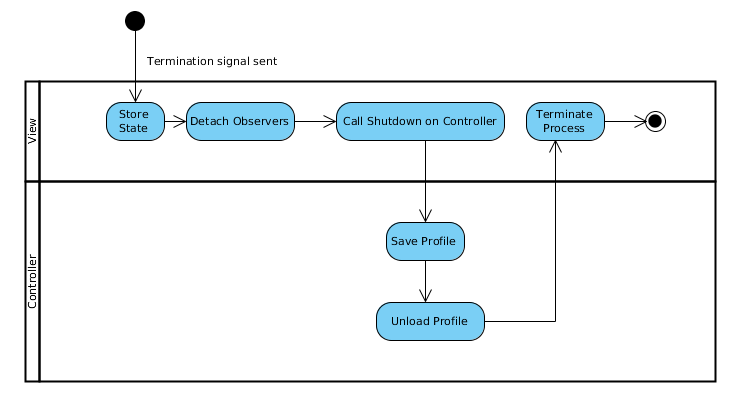 Termination signal sent
View
Store
State
Detach Observers
Call Shutdown on Controller
Terminate
Process
Controller
Save Profile
Unload Profile